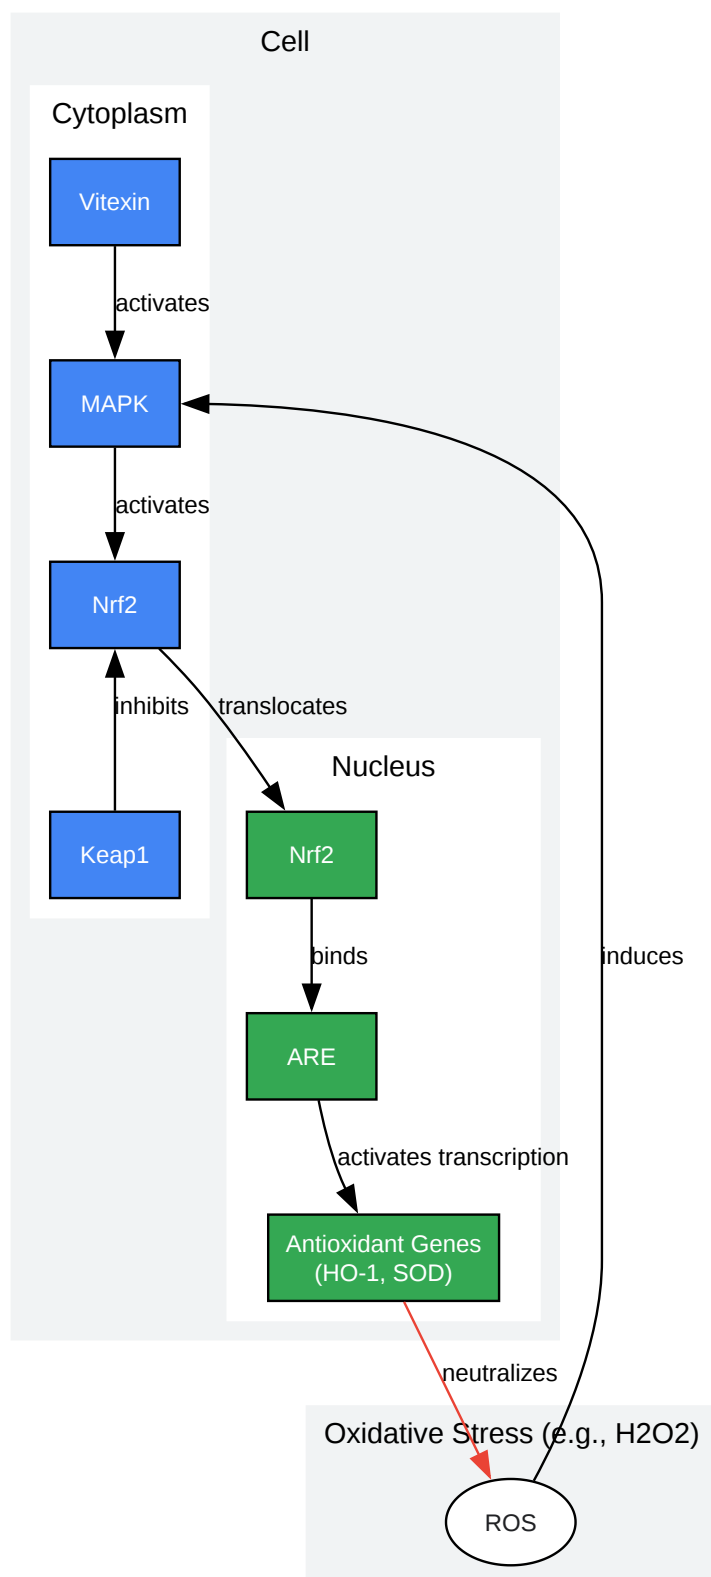 Cell
Cytoplasm
Vitexin
activates
MAPK
activates
Nrf2
inhibits
translocates
Nucleus
Keap1
Nrf2
binds
induces
ARE
activates transcription
Antioxidant Genes
(HO-1, SOD)
neutralizes
Oxidative Stress (e.g., H2O2)
ROS